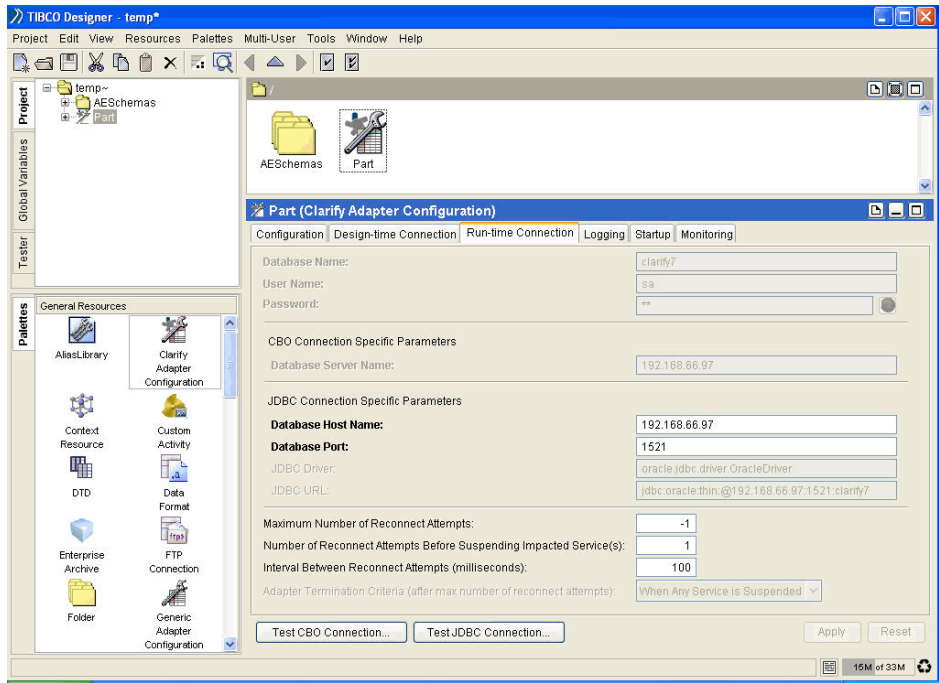 TIBCO Designer - temp*
Project Edit View Resources Palettes Multi-User Tools Window Help
Project
Global Variables
Tester
temp~
AESchemas
Part
/
AESchemas
Part
Palettes
General Resources
AliasLibrary
Clarify
Adapter
Configuration
Context
Resource
Custom
Activity
DTD
Data
Format
Enterprise
Archive
FTP
Connection
Folder
Generic
Adapter
Configuration
Part (Clarify Adapter Configuration)
Configuration Design-time Connection Run-time Connection Logging Startup Monitoring
Database Name: clarify7
User Name: sa
Password: **
CBO Connection Specific Parameters
Database Server Name: 192.168.66.97
JDBC Connection Specific Parameters
Database Host Name: 192.168.66.97
Database Port: 1521
JDBC Driver: oracle.jdbc.driver.OracleDriver
JDBC URL: jdbc:oracle:thin:@192.168.66.97:1521:clarify7
Maximum Number of Reconnect Attempts: -1
Number of Reconnect Attempts Before Suspending Impacted Service(s): 1
Interval Between Reconnect Attempts (milliseconds): 100
Adapter Termination Criteria (after max number of reconnect attempts): When Any Service is Suspended
Test CBO Connection... Test JDBC Connection... Apply Reset
15M of 33M